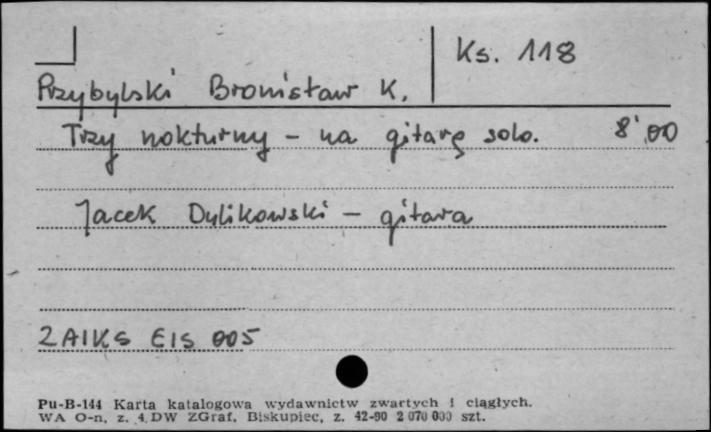 Ks. 118
Przybylski Bronisław K.
Trzy nokturny - na gitarę solo. 8'00
Jacek Dylikowski - gitara
ZAIKS EIS 005
Pu-B-144 Karta katalogowa wydawnictw zwartych i ciągłych.
WA O-n, z. 4 DW ZGraf. Biskupiec, z. 42-90 2 070 000 szt.